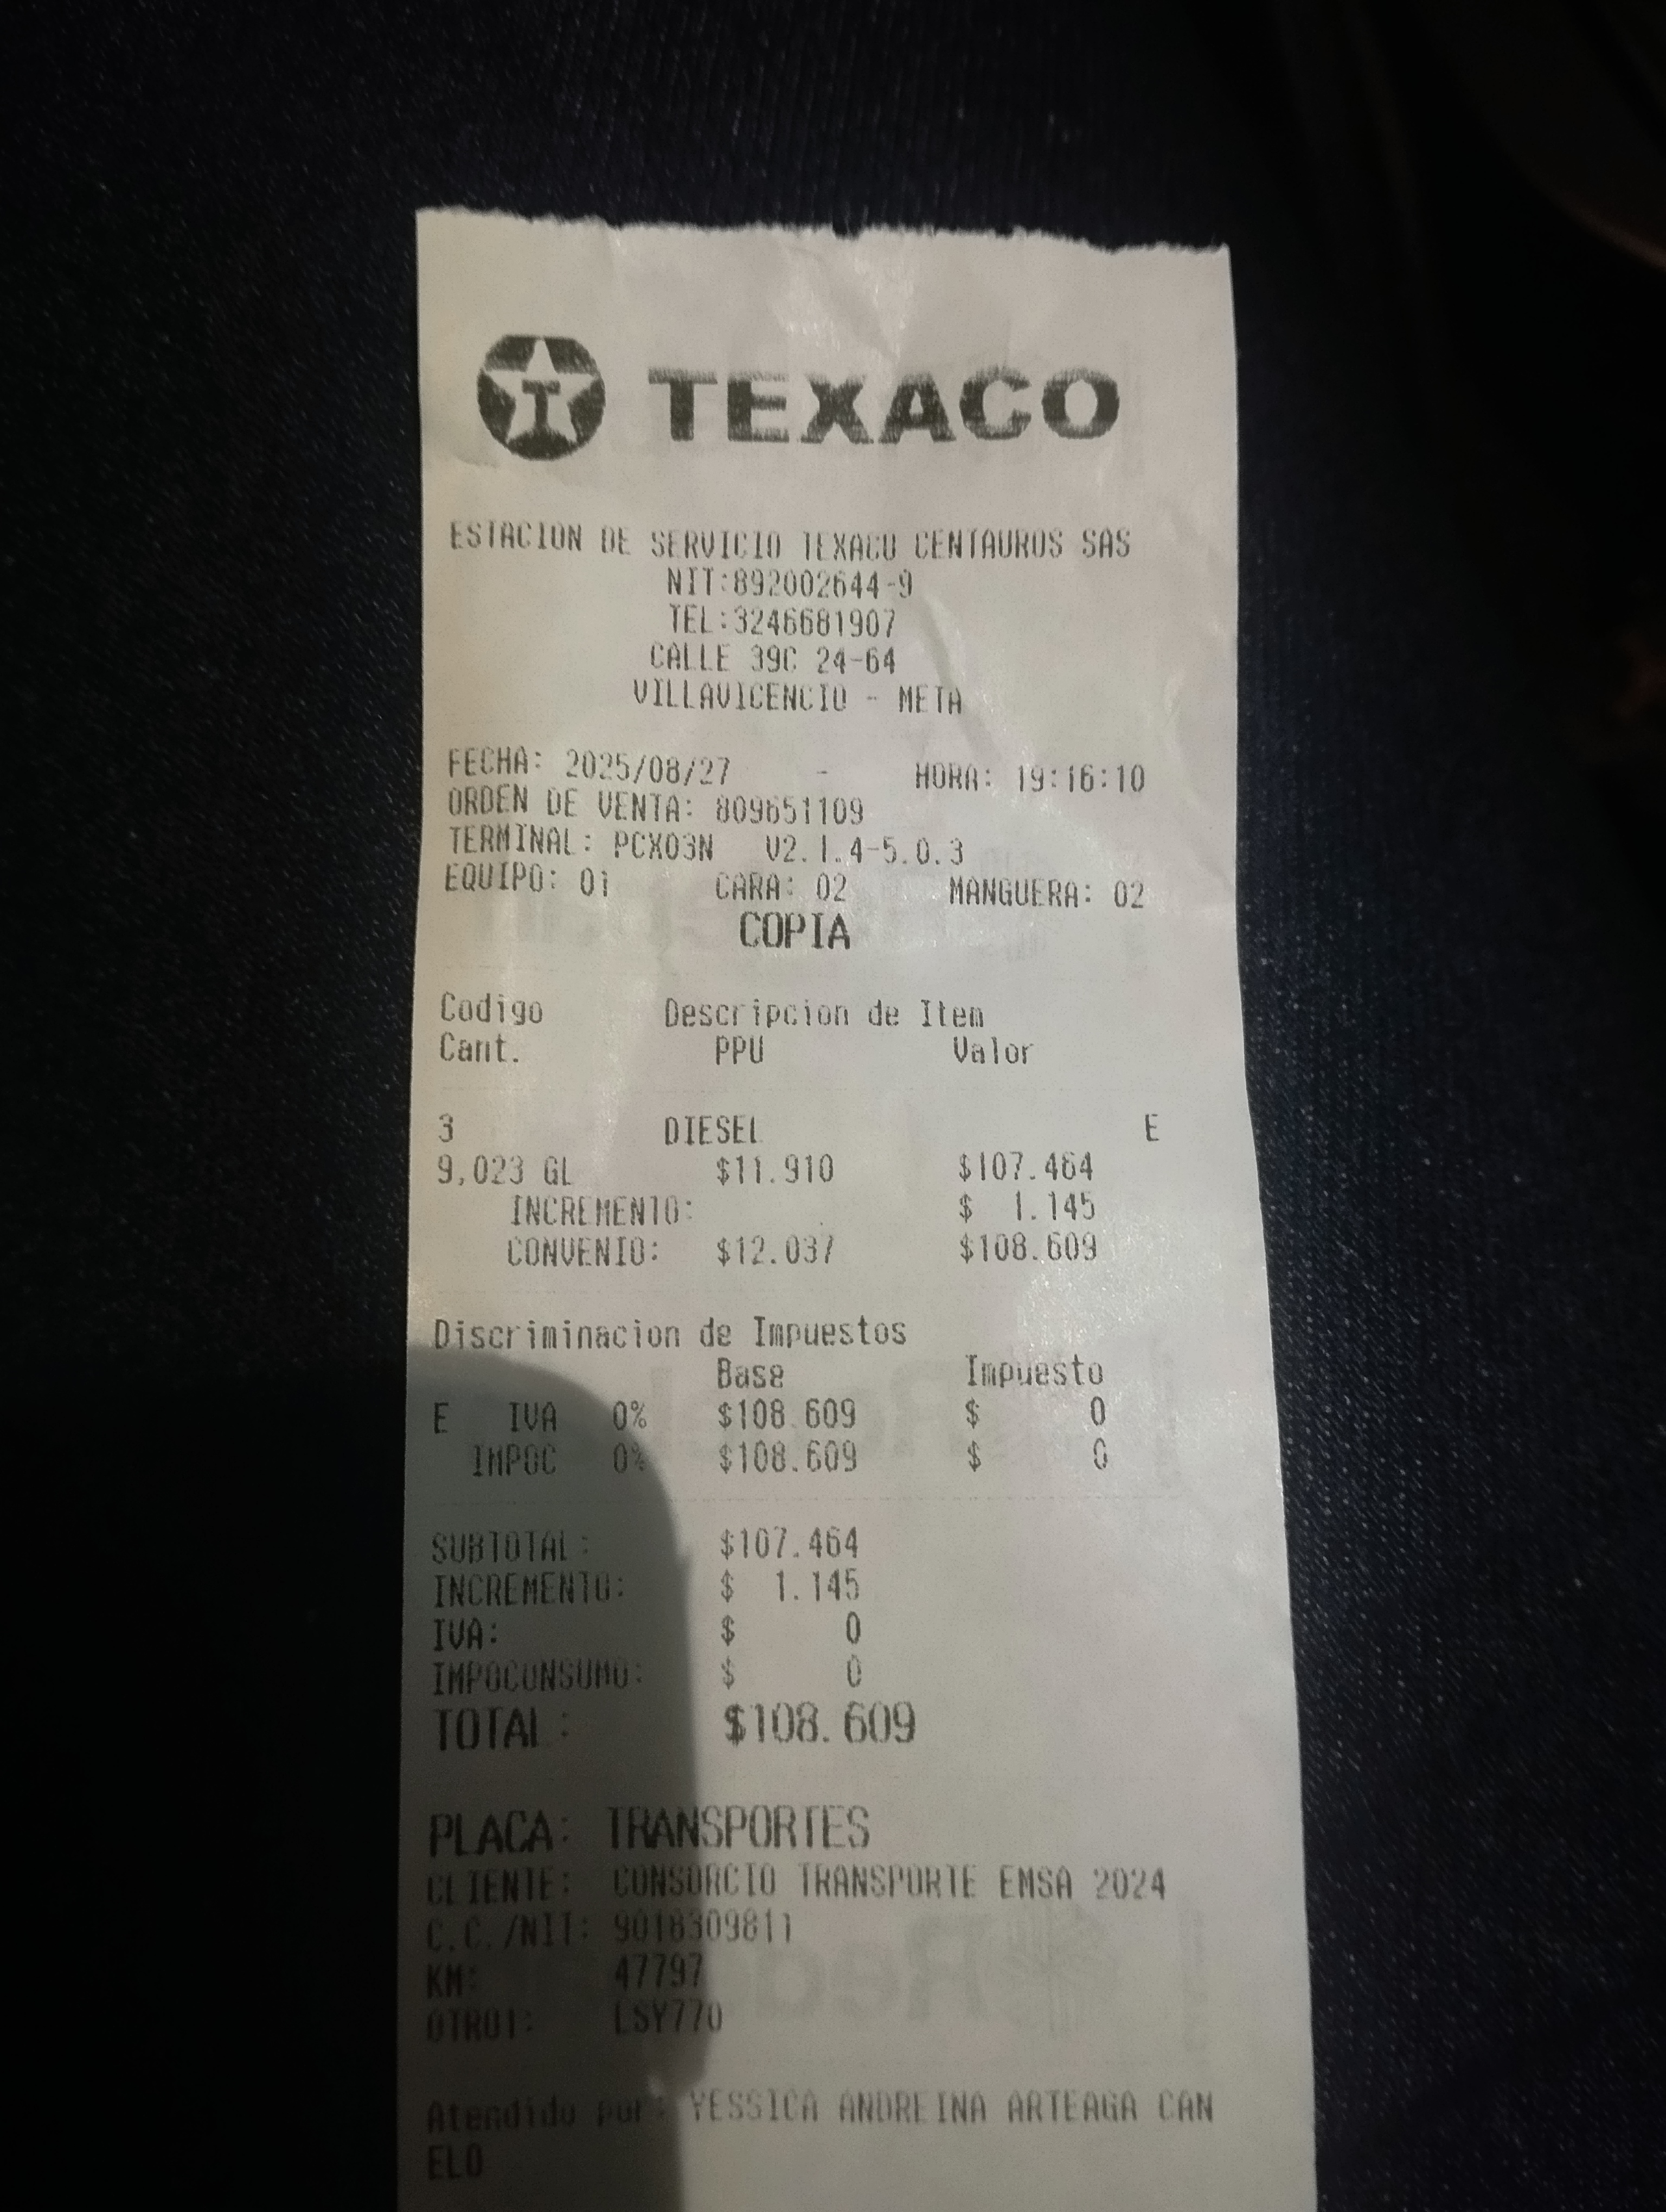 TEXACO
ESTACION DE SERVICIO TEXACO CENTAUROS SAS
NIT:892002644-9
TEL:3246681907
CALLE 39C 24-64
VILLAVICENCIO - META
FECHA: 2025/08/27 - HORA: 19:16:10
ORDEN DE VENTA: 809651109
TERMINAL: PCX03N V2.1.4-5.0.3
EQUIPO: 01 CARA: 02 MANGUERA: 02
COPIA
Codigo Descripcion de Item
Cant. PPU Valor
3 DIESEL E
9,023 GL $11.910 $107.464
INCREMENTO: $ 1.145
CONVENIO: $12.037 $108.609
Discriminacion de Impuestos
Base Impuesto
E IVA 0% $108.609 $ 0
IMPOC 0% $108.609 $ 0
SUBTOTAL: $107.464
INCREMENTO: $ 1.145
IVA: $ 0
IMPOCONSUMO: $ 0
TOTAL: $108.609
PLACA: TRANSPORTES
CLIENTE: CONSORCIO TRANSPORTE EMSA 2024
C.C./NIT: 9018309811
KM: 47797
OTRO1: LSY770
Atendido por: YESSICA ANDREINA ARTEAGA CAN
ELO